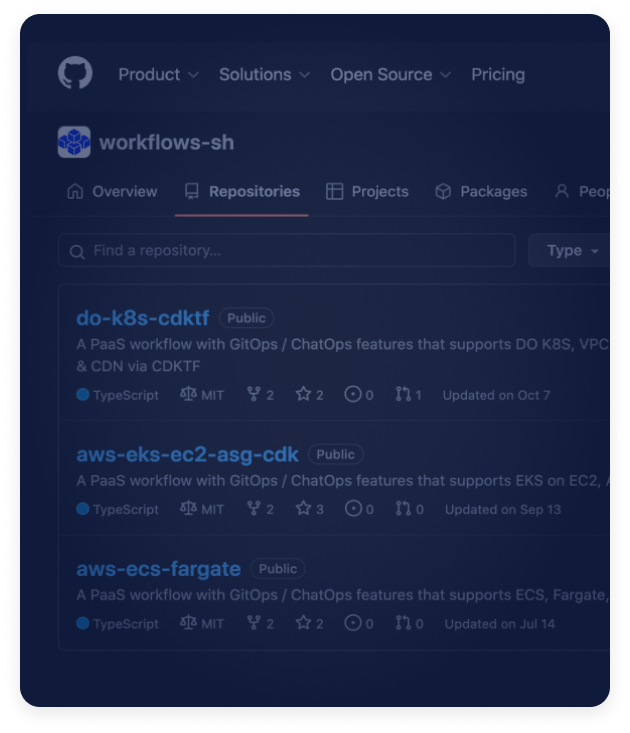 Product Solutions Open Source Pricing
workflows-sh
Overview Repositories Projects Packages
Find a repository... Type
do-k8s-cdktf Public
A PaaS workflow with GitOps / ChatOps features that supports DO K8S, VPC
& CDN via CDKTF
TypeScript MIT 2 2 0 1 Updated on Oct 7
aws-eks-ec2-asg-cdk Public
A PaaS workflow with GitOps / ChatOps features that supports EKS on EC2,
TypeScript MIT 2 3 0 0 Updated on Sep 13
aws-ecs-fargate Public
A PaaS workflow with GitOps / ChatOps features that supports ECS, Fargate,
TypeScript MIT 2 2 0 0 Updated on Jul 14